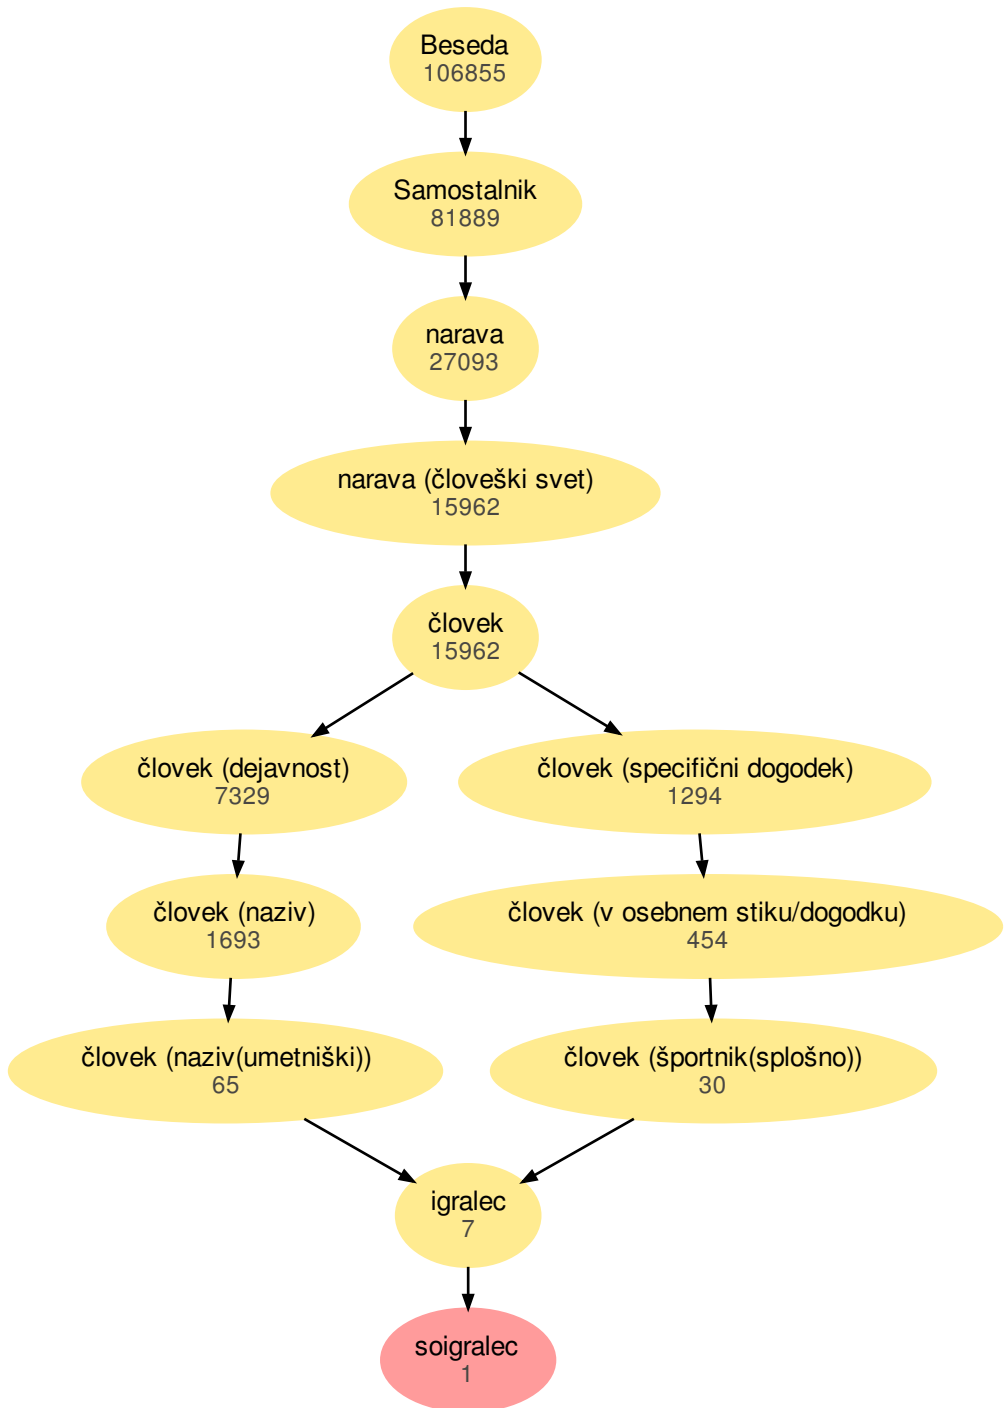 Beseda
106855
Samostalnik
81889
narava
27093
narava (človeški svet)
15962
človek
15962
človek (dejavnost)
7329
človek (specifični dogodek)
1294
človek (naziv)
1693
človek (v osebnem stiku/dogodku)
454
človek (naziv(umetniški))
65
človek (športnik(splošno))
30
igralec
7
soigralec
1